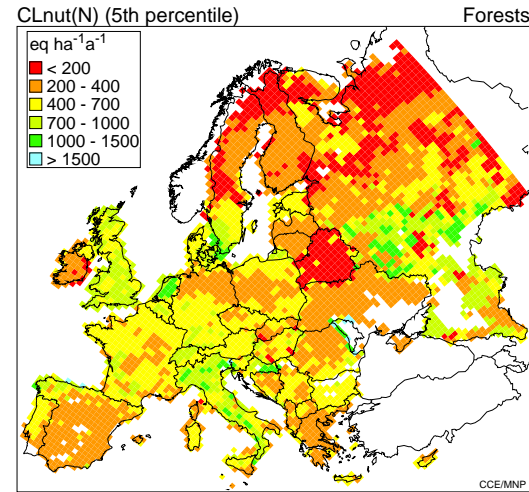 CLnut(N) (5th percentile) Forests
eq ha⁻¹a⁻¹
< 200
200 - 400
400 - 700
700 - 1000
1000 - 1500
> 1500
CCE/MNP